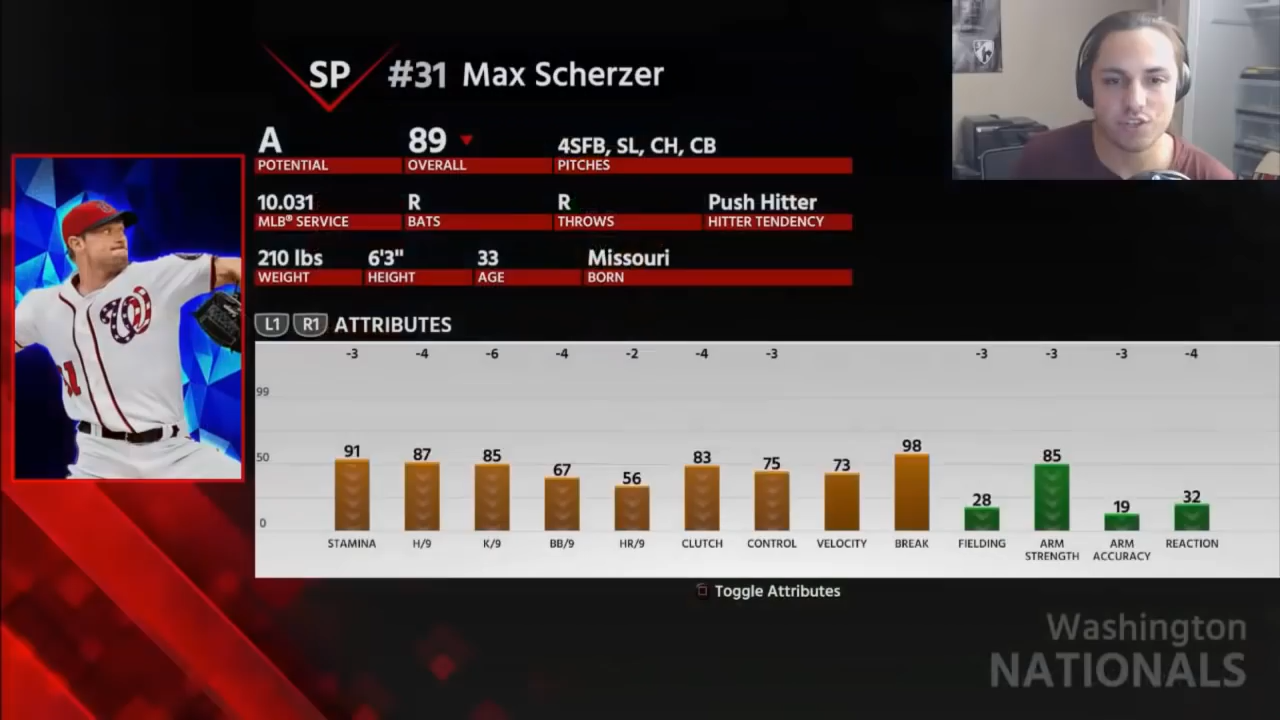 SP #31 Max Scherzer
A 89 4SFB, SL, CH, CB
POTENTIAL OVERALL PITCHES
10.031 R R Push Hitter
MLB® SERVICE BATS THROWS HITTER TENDENCY
210 lbs 6'3" 33 Missouri
WEIGHT HEIGHT AGE BORN
L1 R1 ATTRIBUTES
-3 -4 -6 -4 -2 -4 -3 -3 -3 -3 -4
99
50
0
91 87 85 67 56 83 75 73 98 28 85 19 32
STAMINA H/9 K/9 BB/9 HR/9 CLUTCH CONTROL VELOCITY BREAK FIELDING ARM STRENGTH ARM ACCURACY REACTION
Toggle Attributes
W
31
Washington
NATIONALS